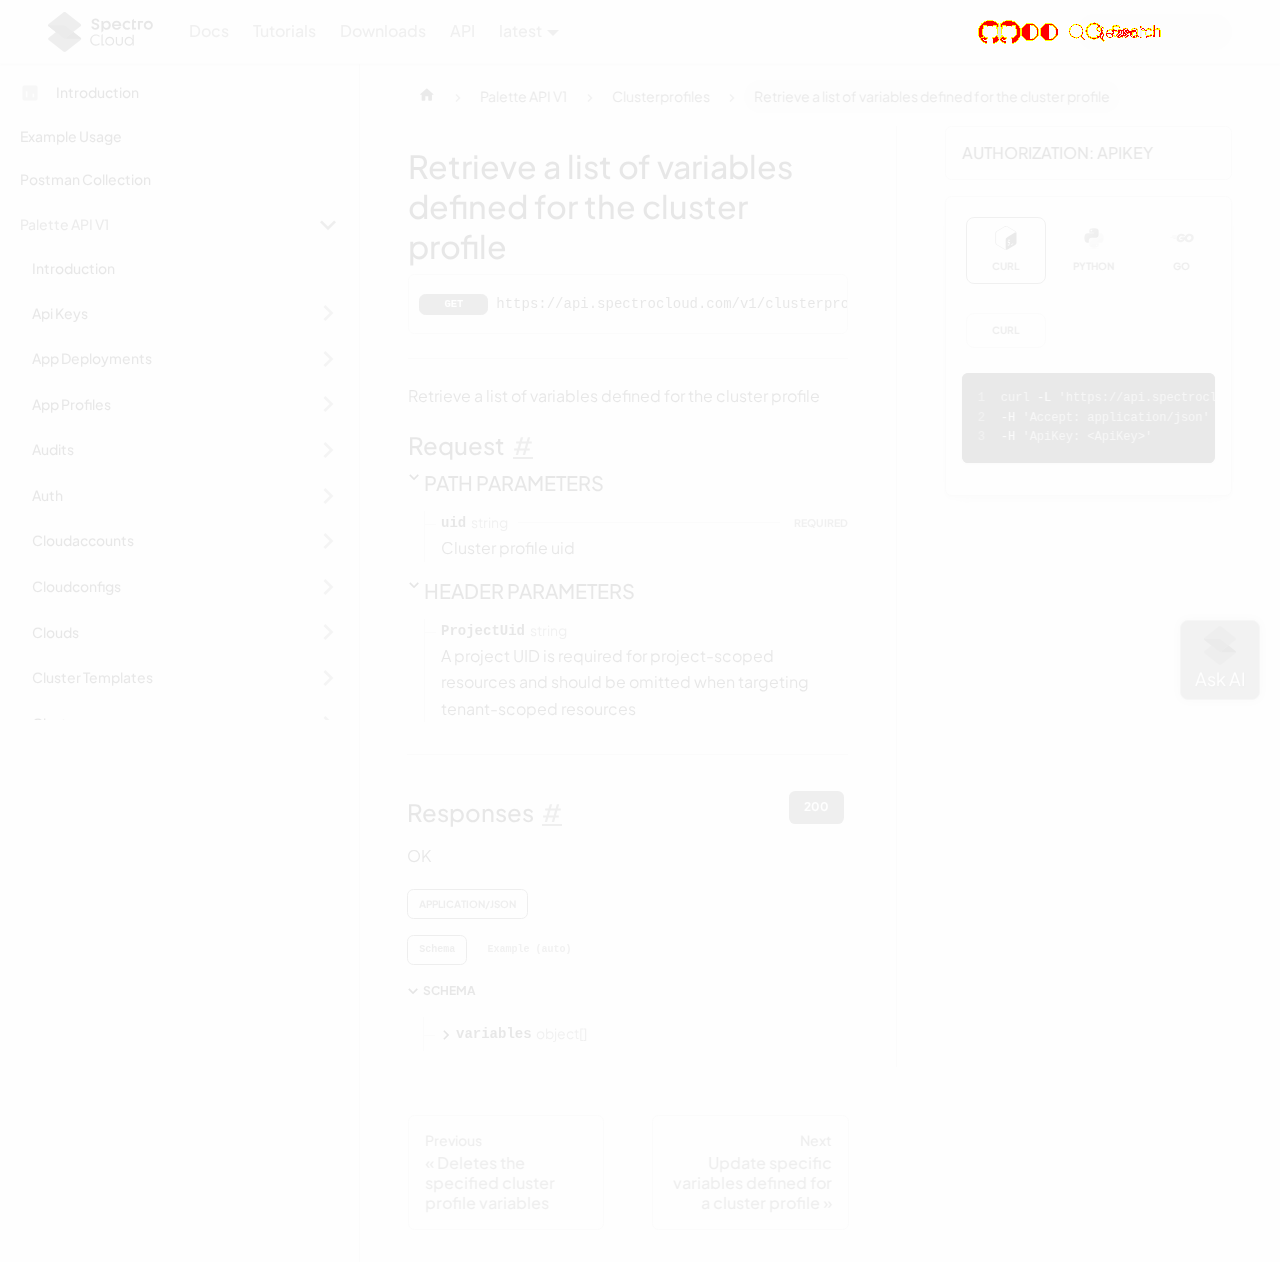 Spectro
Cloud
Docs
Tutorials
Downloads
API
latest
Introduction
Example Usage
Postman Collection
Palette API V1
Introduction
Api Keys
App Deployments
App Profiles
Audits
Auth
Cloudaccounts
Cloudconfigs
Clouds
Cluster Templates
Palette API V1
Clusterprofiles
Retrieve a list of variables defined for the cluster profile
Retrieve a list of variables
defined for the cluster
profile
GET https://api.spectrocloud.com/v1/clusterpro
Retrieve a list of variables defined for the cluster profile
Request #
PATH PARAMETERS
uid string REQUIRED
Cluster profile uid
HEADER PARAMETERS
ProjectUid string
A project UID is required for project-scoped
resources and should be omitted when targeting
tenant-scoped resources
Responses #
200
OK
APPLICATION/JSON
Schema
Example (auto)
SCHEMA
variables object[]
Previous
« Deletes the
specified cluster
profile variables
Next
Update specific
variables defined for
a cluster profile »
AUTHORIZATION: APIKEY
CURL
PYTHON
GO
GO
CURL
1 curl -L 'https://api.spectrocl
2 -H 'Accept: application/json'
3 -H 'ApiKey: <ApiKey>'
Ask AI